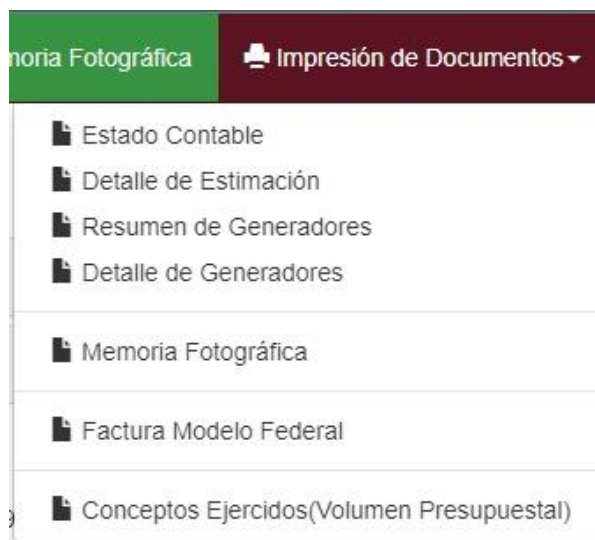 moria Fotográfica
Impresión de Documentos
Estado Contable
Detalle de Estimación
Resumen de Generadores
Detalle de Generadores
Memoria Fotográfica
Factura Modelo Federal
Conceptos Ejercidos(Volumen Presupuestal)